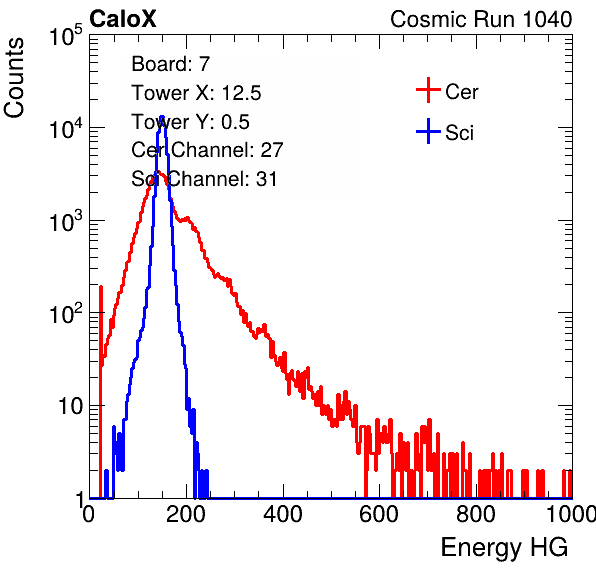 CaloX Cosmic Run 1040
10^5
Counts
Board: 7
Tower X: 12.5
Tower Y: 0.5
Cer Channel: 27
Sci Channel: 31
Cer
Sci
10^4
10^3
10^2
10
1
0 200 400 600 800 1000
Energy HG